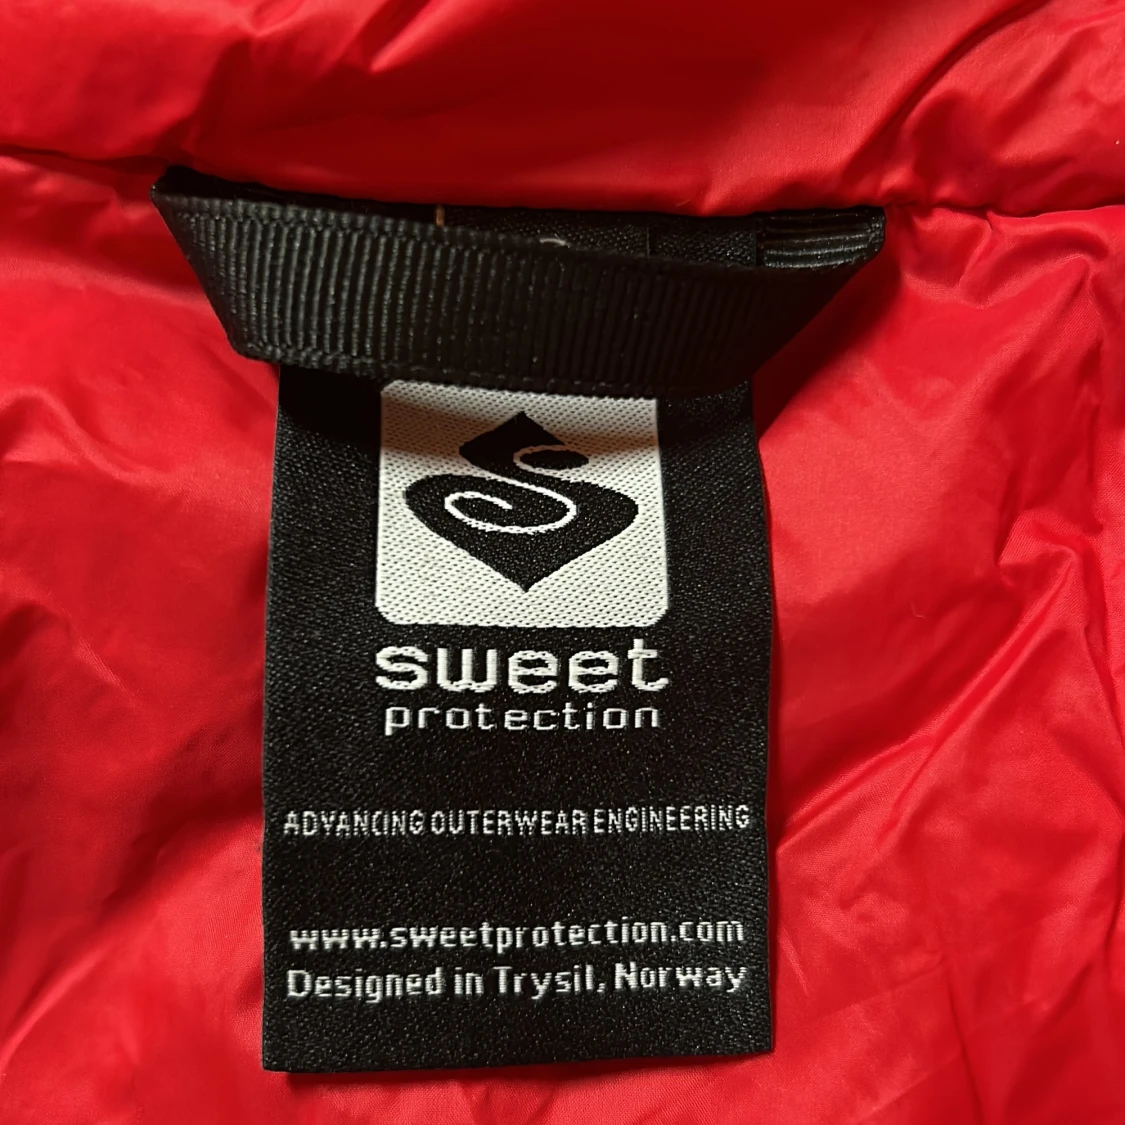 sweet
protection
ADVANCING OUTERWEAR ENGINEERING
www.sweetprotection.com
Designed in Trysil, Norway